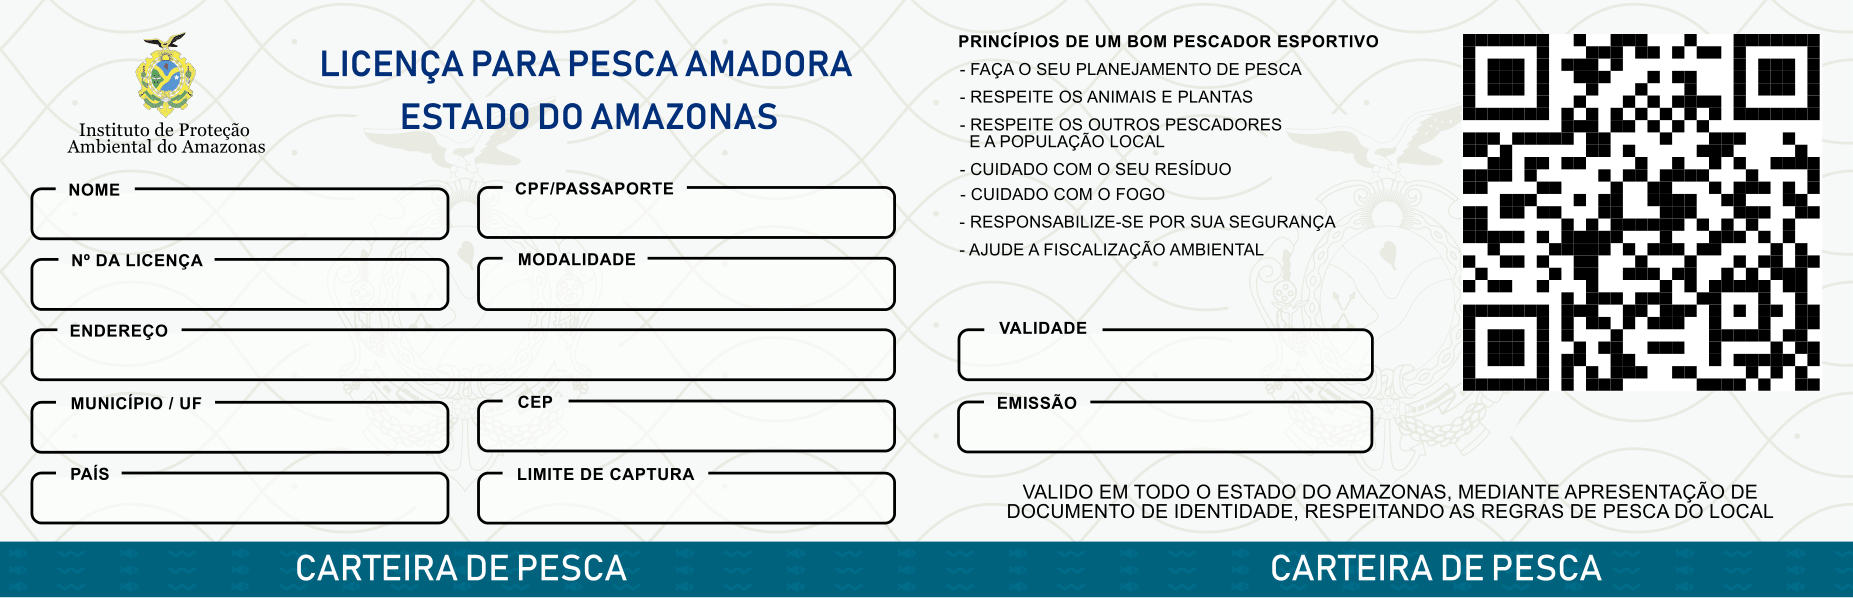 Instituto de Proteção
Ambiental do Amazonas
LICENÇA PARA PESCA AMADORA
ESTADO DO AMAZONAS
NOME
CPF/PASSAPORTE
Nº DA LICENÇA
MODALIDADE
ENDEREÇO
MUNICÍPIO / UF
CEP
PAÍS
LIMITE DE CAPTURA
CARTEIRA DE PESCA
PRINCÍPIOS DE UM BOM PESCADOR ESPORTIVO
- FAÇA O SEU PLANEJAMENTO DE PESCA
- RESPEITE OS ANIMAIS E PLANTAS
- RESPEITE OS OUTROS PESCADORES
E A POPULAÇÃO LOCAL
- CUIDADO COM O SEU RESÍDUO
- CUIDADO COM O FOGO
- RESPONSABILIZE-SE POR SUA SEGURANÇA
- AJUDE A FISCALIZAÇÃO AMBIENTAL
VALIDADE
EMISSÃO
VALIDO EM TODO O ESTADO DO AMAZONAS, MEDIANTE APRESENTAÇÃO DE
DOCUMENTO DE IDENTIDADE, RESPEITANDO AS REGRAS DE PESCA DO LOCAL
CARTEIRA DE PESCA